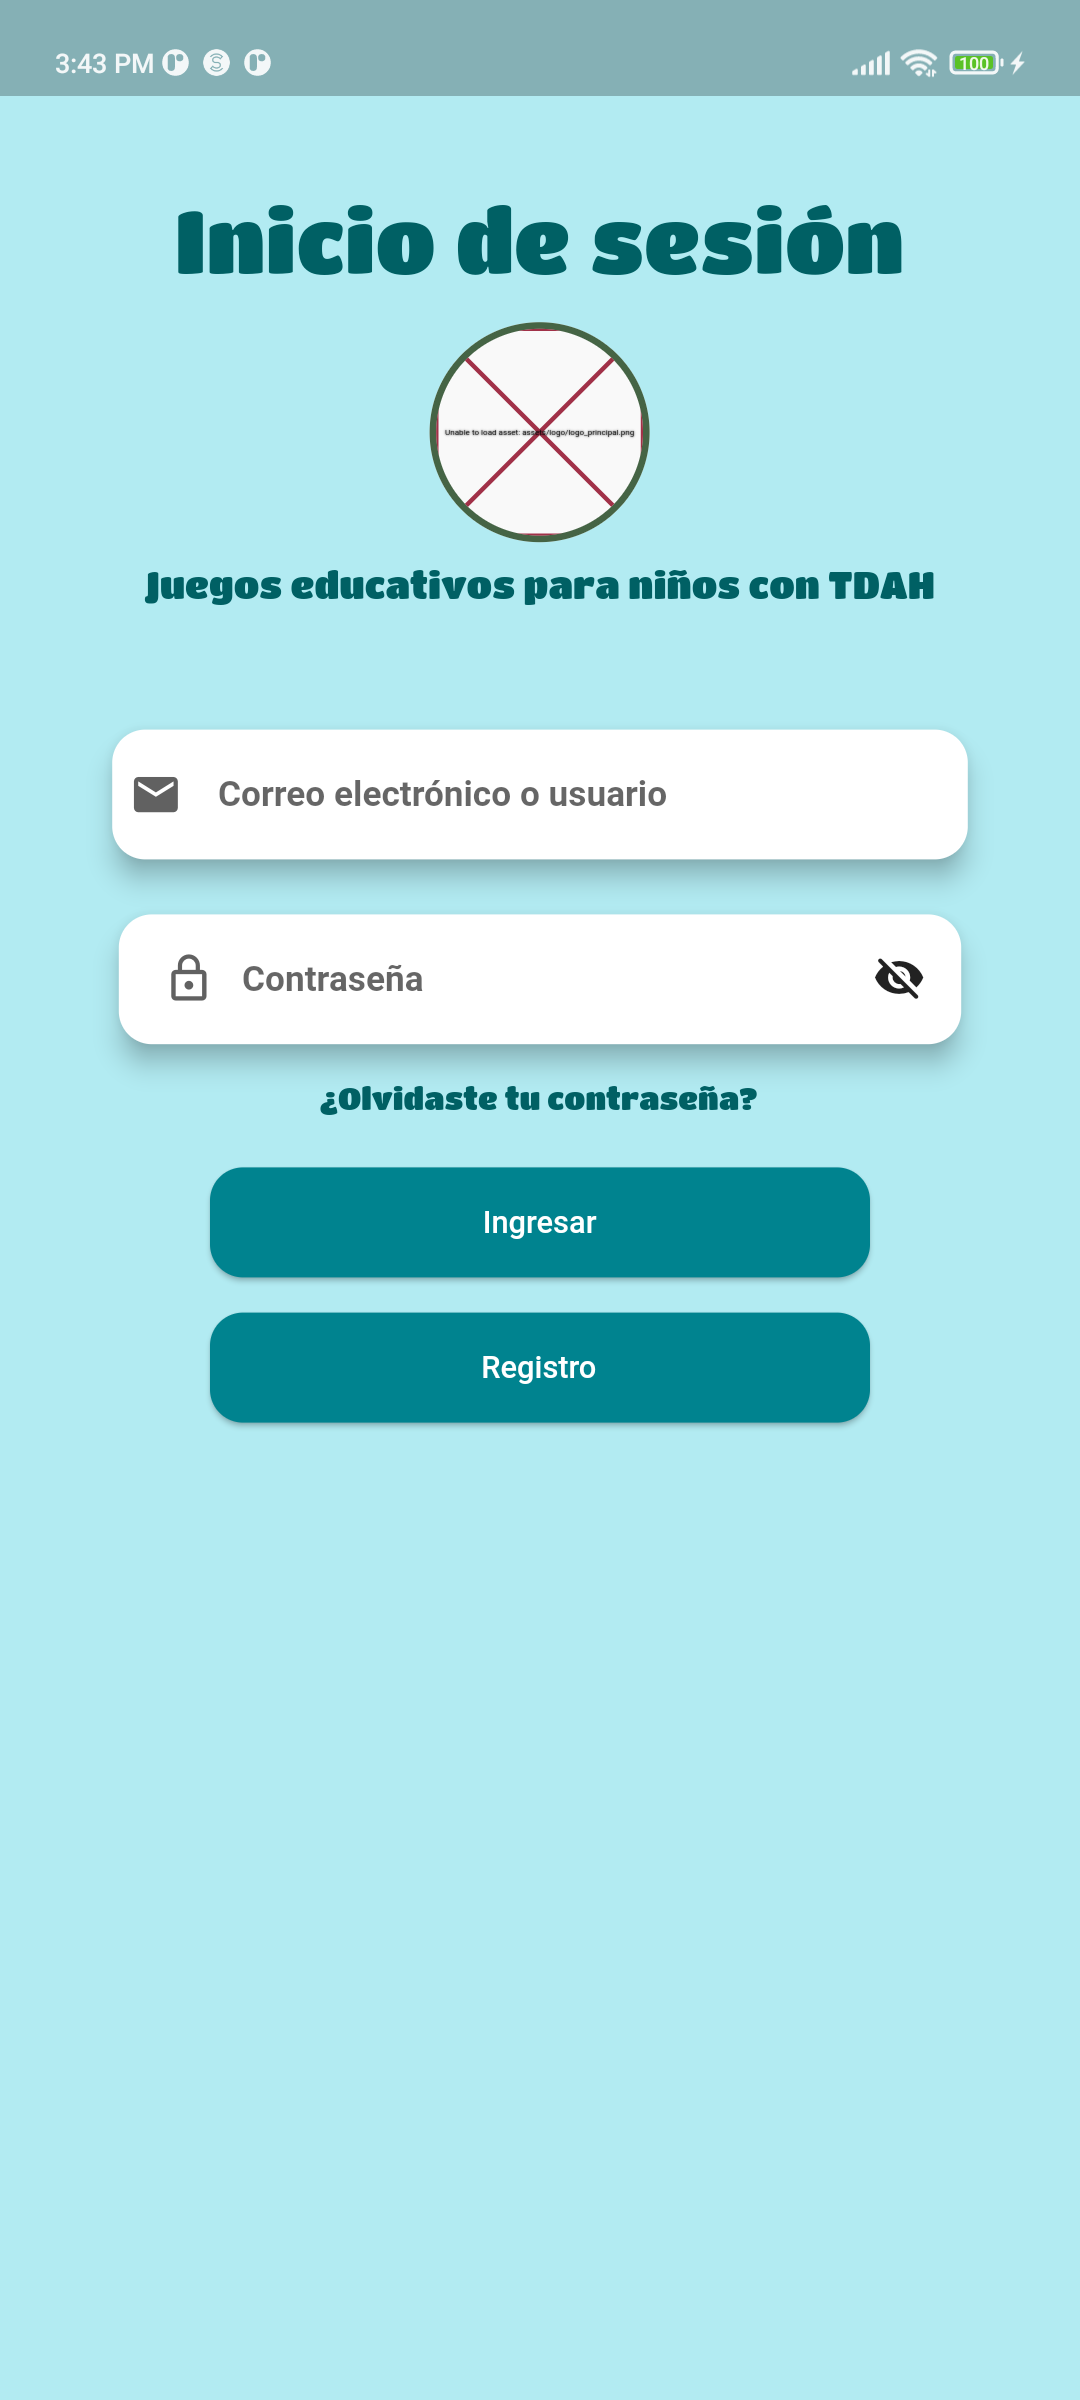 3:43 PM
100
Inicio de sesión
Unable to load asset: assets/logo/logo_principal.png
Juegos educativos para niños con TDAH
Correo electrónico o usuario
Contraseña
¿Olvidaste tu contraseña?
Ingresar
Registro